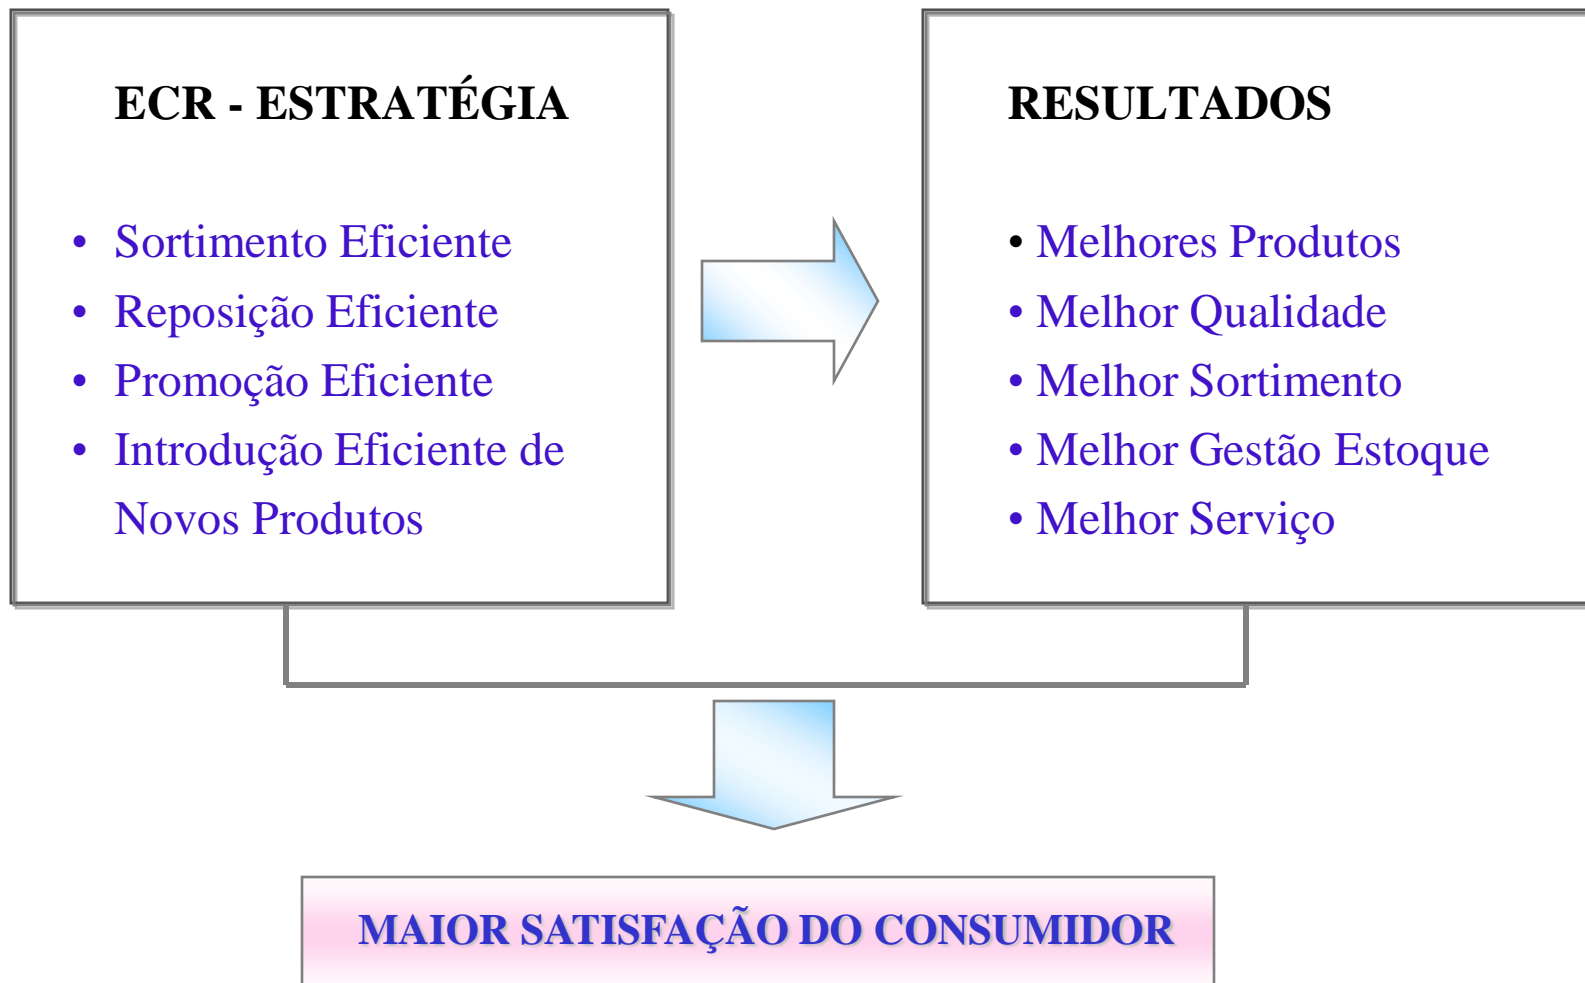 ECR - ESTRATÉGIA
• Sortimento Eficiente
• Reposição Eficiente
• Promoção Eficiente
• Introdução Eficiente de
Novos Produtos
RESULTADOS
• Melhores Produtos
• Melhor Qualidade
• Melhor Sortimento
• Melhor Gestão Estoque
• Melhor Serviço
MAIOR SATISFAÇÃO DO CONSUMIDOR